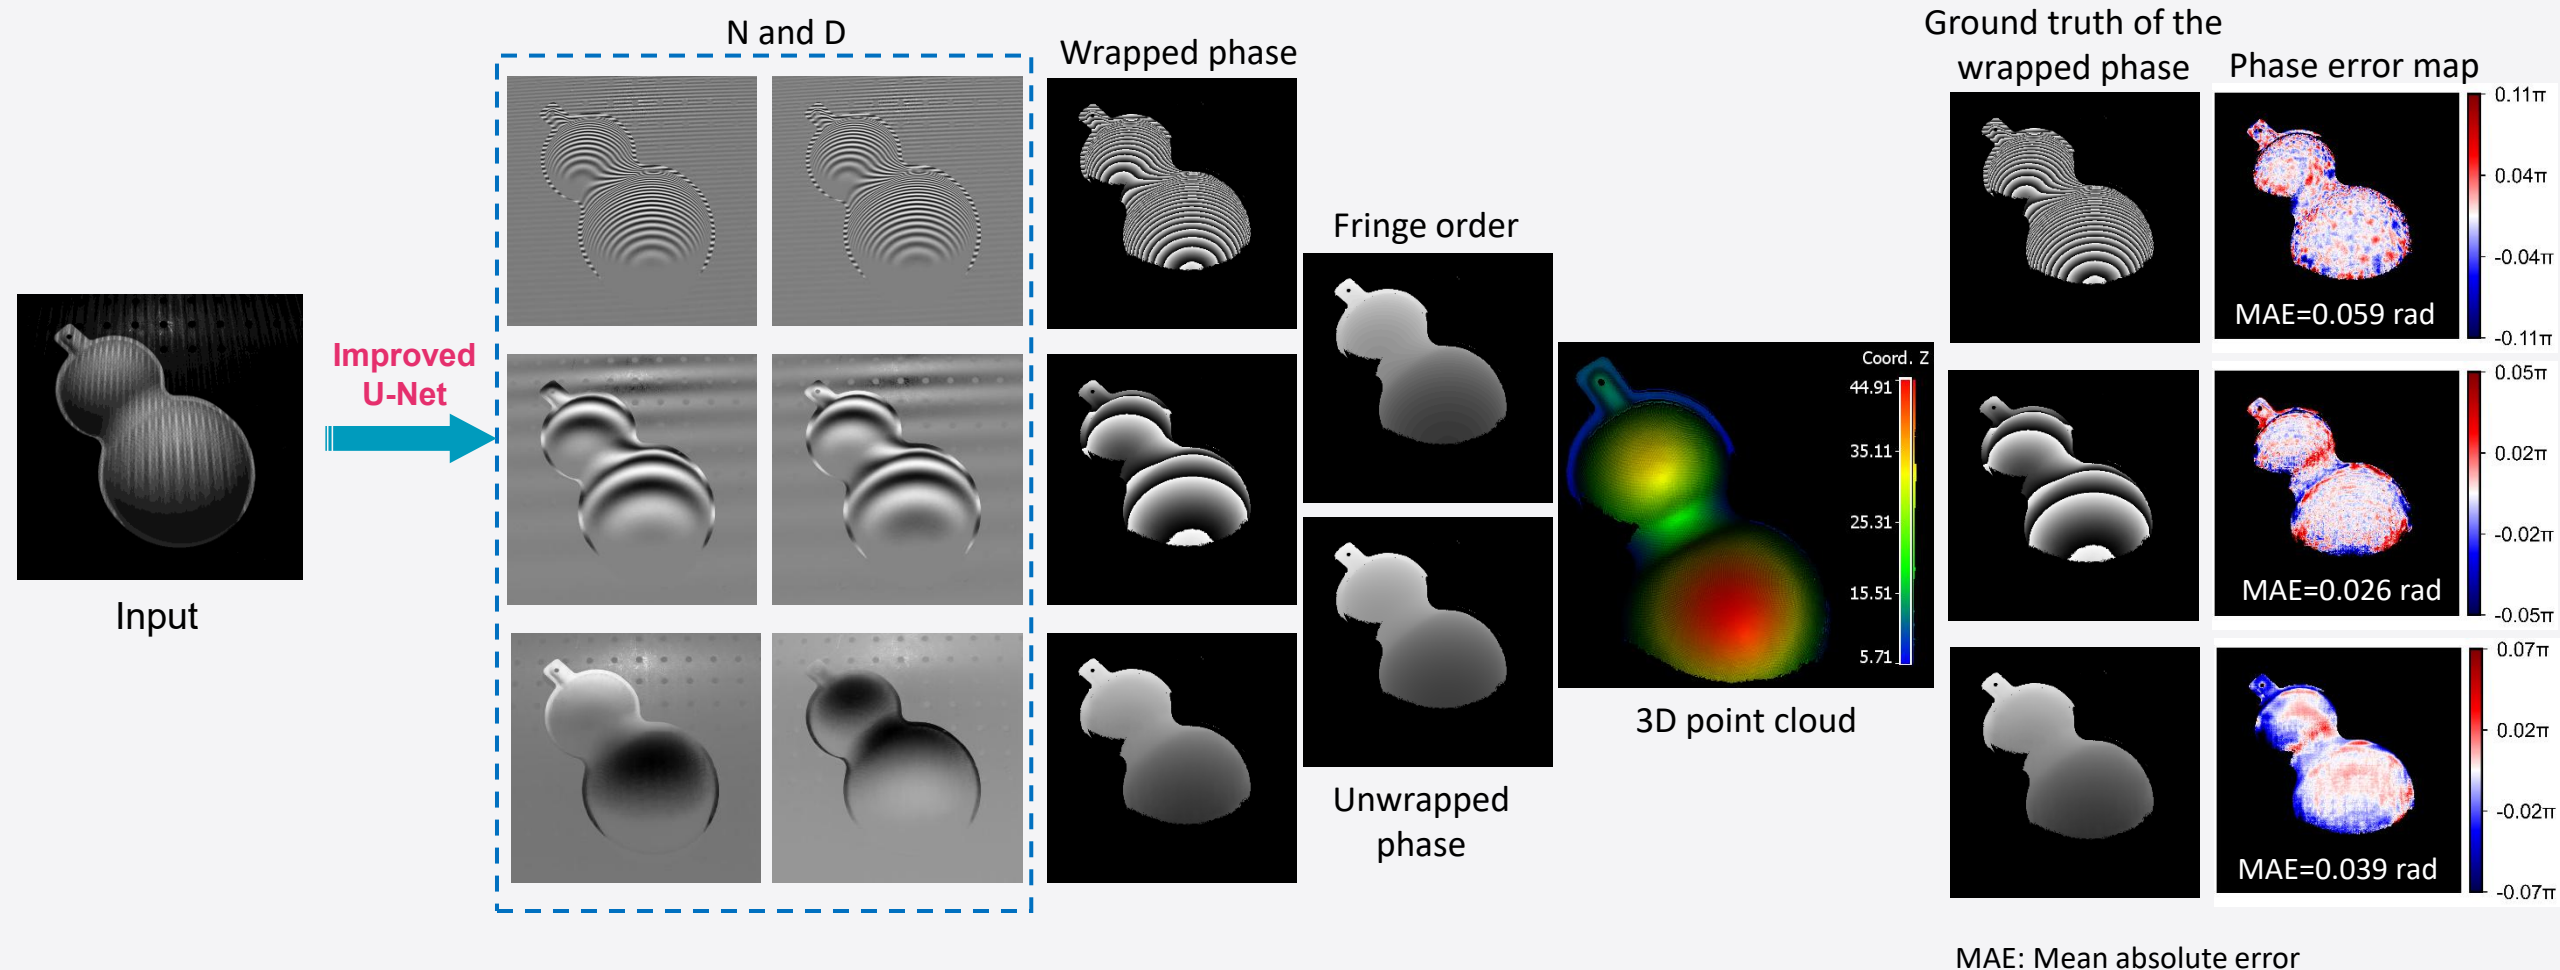 N and D
Wrapped phase
Ground truth of the
wrapped phase
Phase error map
0.11π
0.04π
-0.04π
-0.11π
MAE=0.059 rad
Fringe order
Improved
U-Net
Input
Coord. Z
44.91
35.11
25.31
15.51
5.71
3D point cloud
Unwrapped
phase
0.05π
0.02π
-0.02π
-0.05π
MAE=0.026 rad
0.07π
0.02π
-0.02π
-0.07π
MAE=0.039 rad
MAE: Mean absolute error